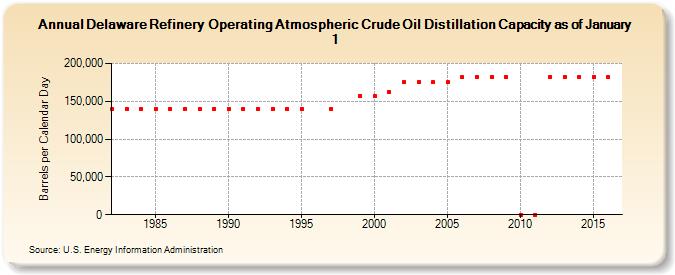 Annual Delaware Refinery Operating Atmospheric Crude Oil Distillation Capacity as of January
1
Barrels per Calendar Day
200,000
150,000
100,000
50,000
0
1985 1990 1995 2000 2005 2010 2015
Source: U.S. Energy Information Administration